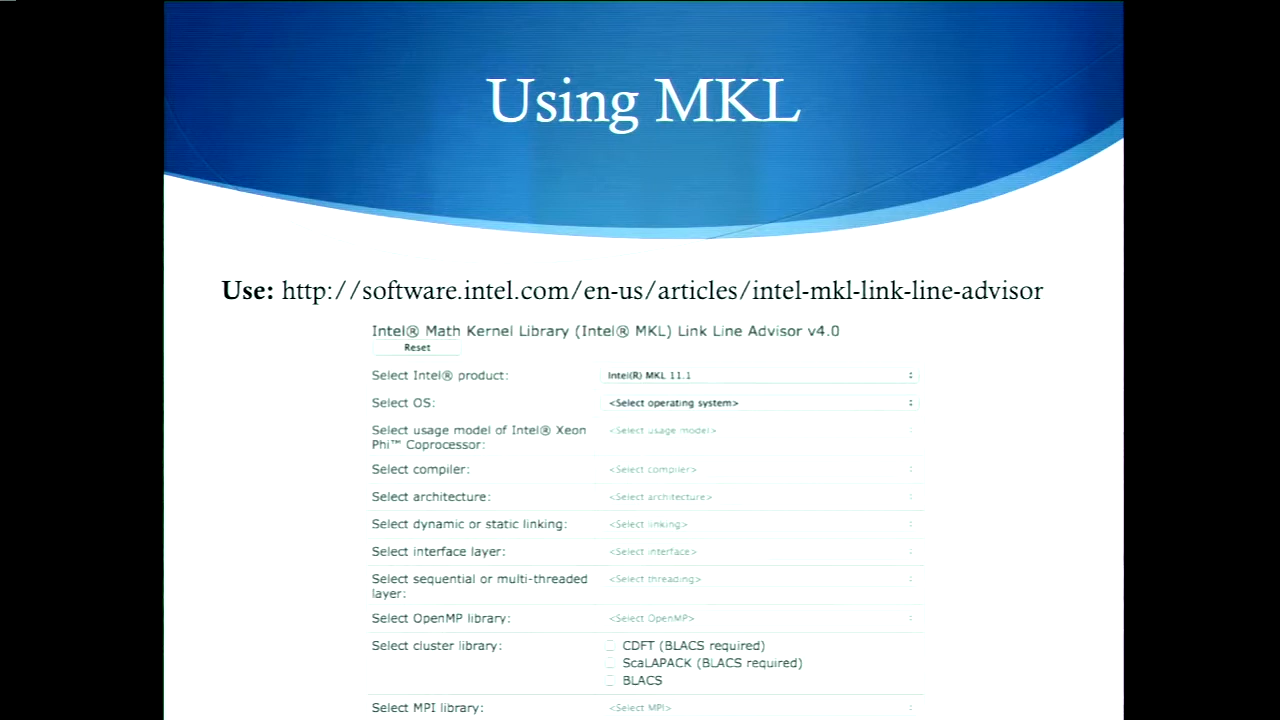 Using MKL
Use: http://software.intel.com/en-us/articles/intel-mkl-link-line-advisor
Intel® Math Kernel Library (Intel® MKL) Link Line Advisor v4.0
Reset
Select Intel® product: Intel(R) MKL 11.1
Select OS: <Select operating system>
Select usage model of Intel® Xeon <Select usage model>
Phi™ Coprocessor:
Select compiler: <Select compiler>
Select architecture: <Select architecture>
Select dynamic or static linking: <Select linking>
Select interface layer: <Select interface>
Select sequential or multi-threaded <Select threading>
layer:
Select OpenMP library: <Select OpenMP>
Select cluster library: CDFT (BLACS required)
ScaLAPACK (BLACS required)
BLACS
Select MPI library: <Select MPI>